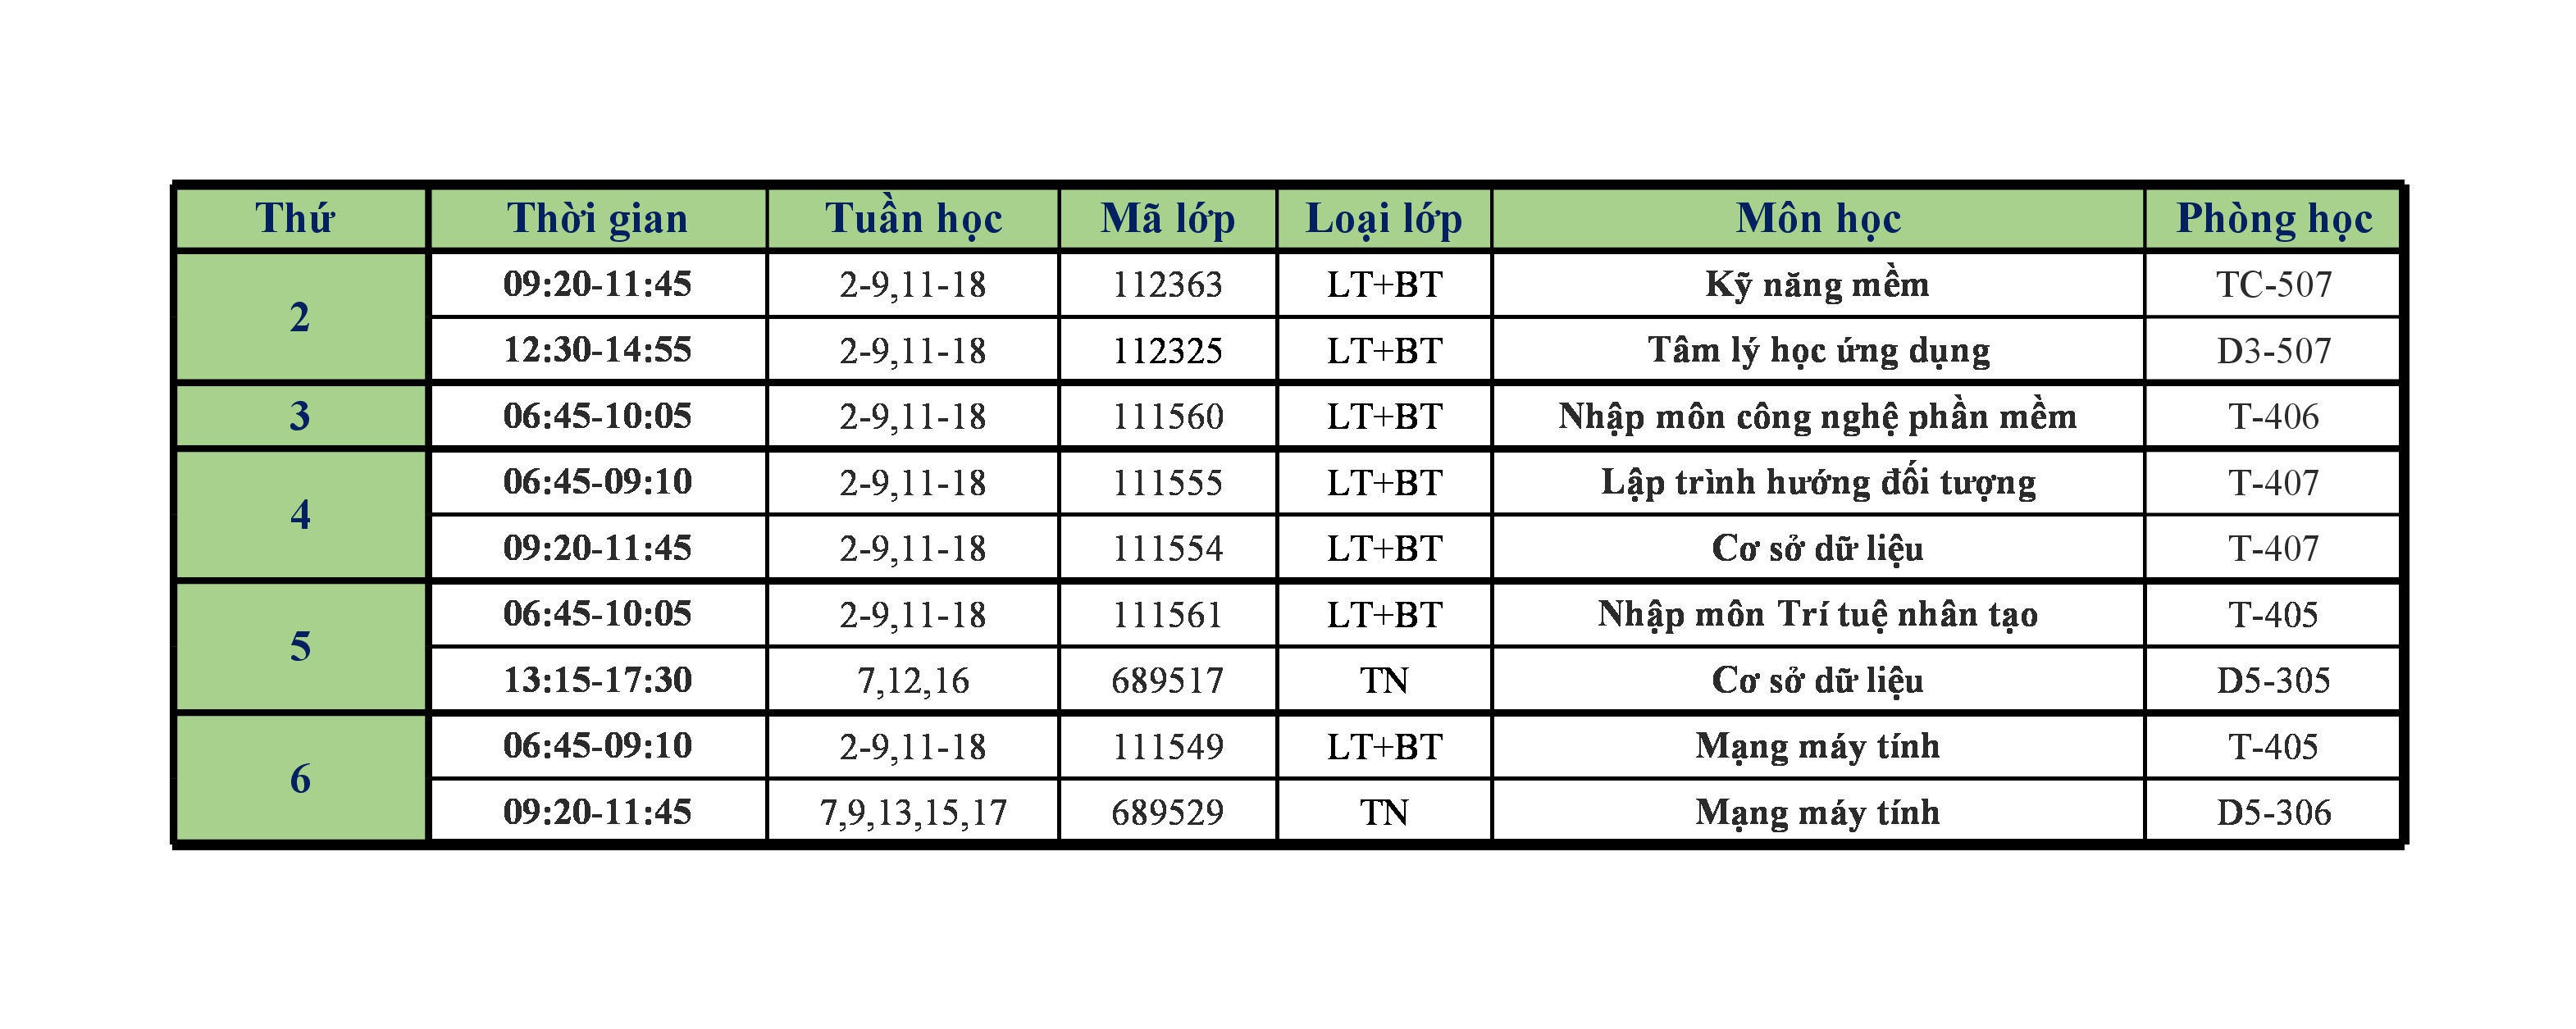 Thứ Thời gian Tuần học Mã lớp Loại lớp Môn học Phòng học
2 09:20-11:45 2-9,11-18 112363 LT+BT Kỹ năng mềm TC-507
12:30-14:55 2-9,11-18 112325 LT+BT Tâm lý học ứng dụng D3-507
3 06:45-10:05 2-9,11-18 111560 LT+BT Nhập môn công nghệ phần mềm T-406
4 06:45-09:10 2-9,11-18 111555 LT+BT Lập trình hướng đối tượng T-407
09:20-11:45 2-9,11-18 111554 LT+BT Cơ sở dữ liệu T-407
5 06:45-10:05 2-9,11-18 111561 LT+BT Nhập môn Trí tuệ nhân tạo T-405
13:15-17:30 7,12,16 689517 TN Cơ sở dữ liệu D5-305
6 06:45-09:10 2-9,11-18 111549 LT+BT Mạng máy tính T-405
09:20-11:45 7,9,13,15,17 689529 TN Mạng máy tính D5-306